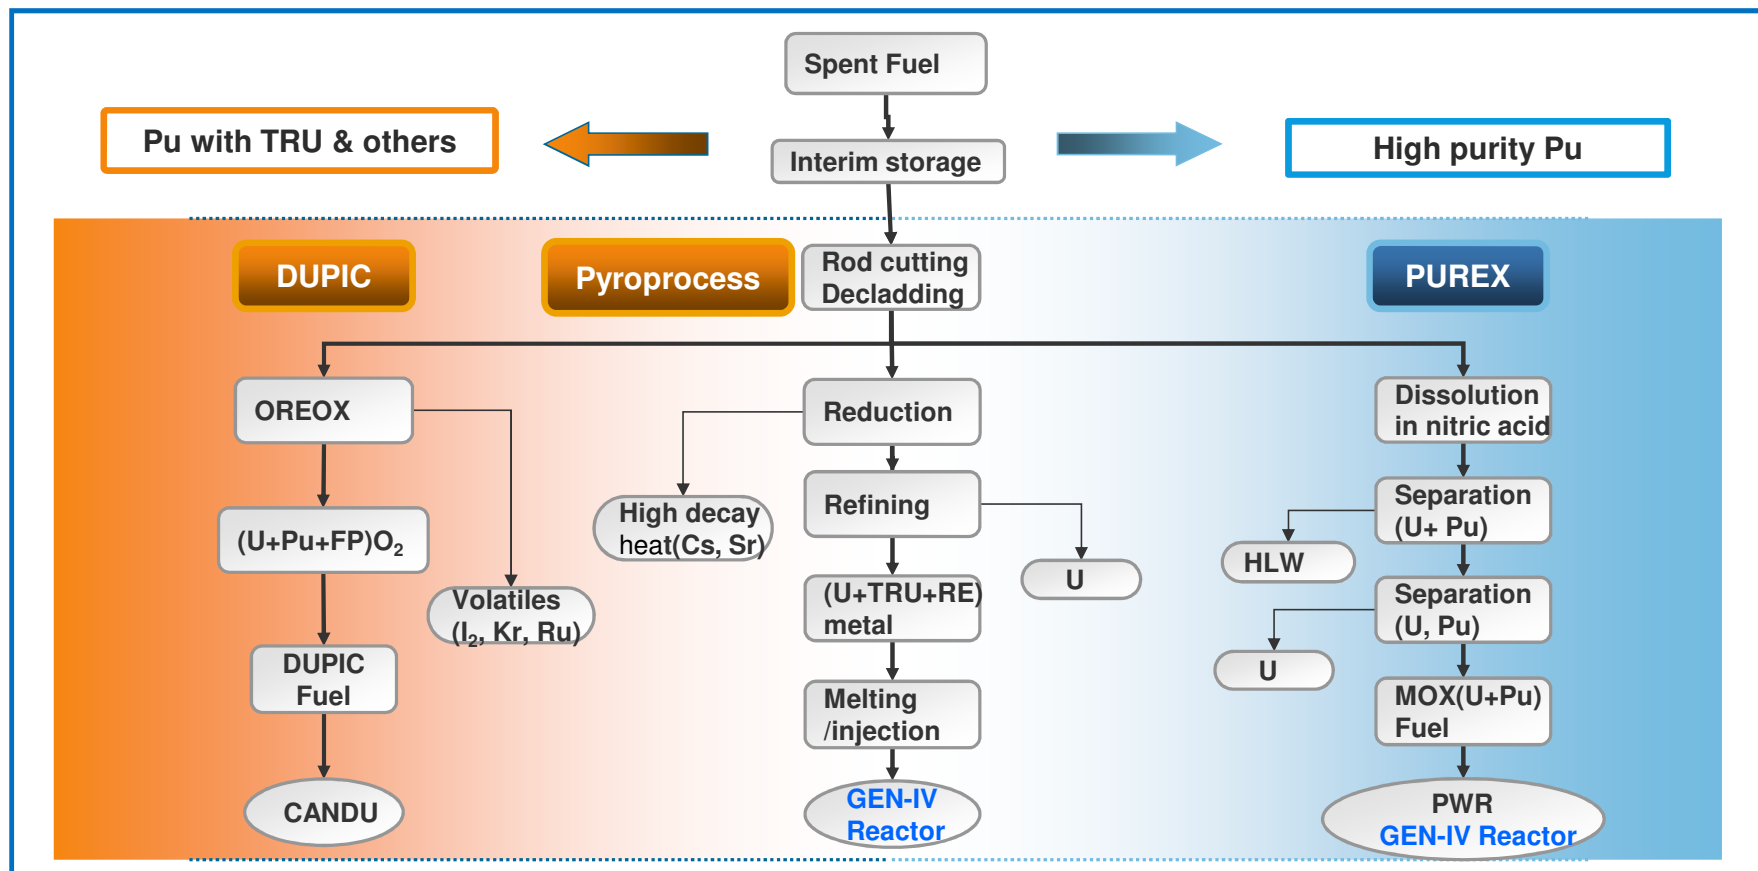 Spent Fuel
Pu with TRU & others
High purity Pu
Interim storage
DUPIC
Pyroprocess
Rod cutting
Decladding
PUREX
OREOX
Reduction
Dissolution
in nitric acid
High decay
heat(Cs, Sr)
Refining
Separation
(U+ Pu)
(U+Pu+FP)O₂
HLW
Volatiles
(I₂, Kr, Ru)
(U+TRU+RE)
metal
U
Separation
(U, Pu)
U
DUPIC
Fuel
Melting
/injection
MOX(U+Pu)
Fuel
CANDU
GEN-IV
Reactor
PWR
GEN-IV Reactor